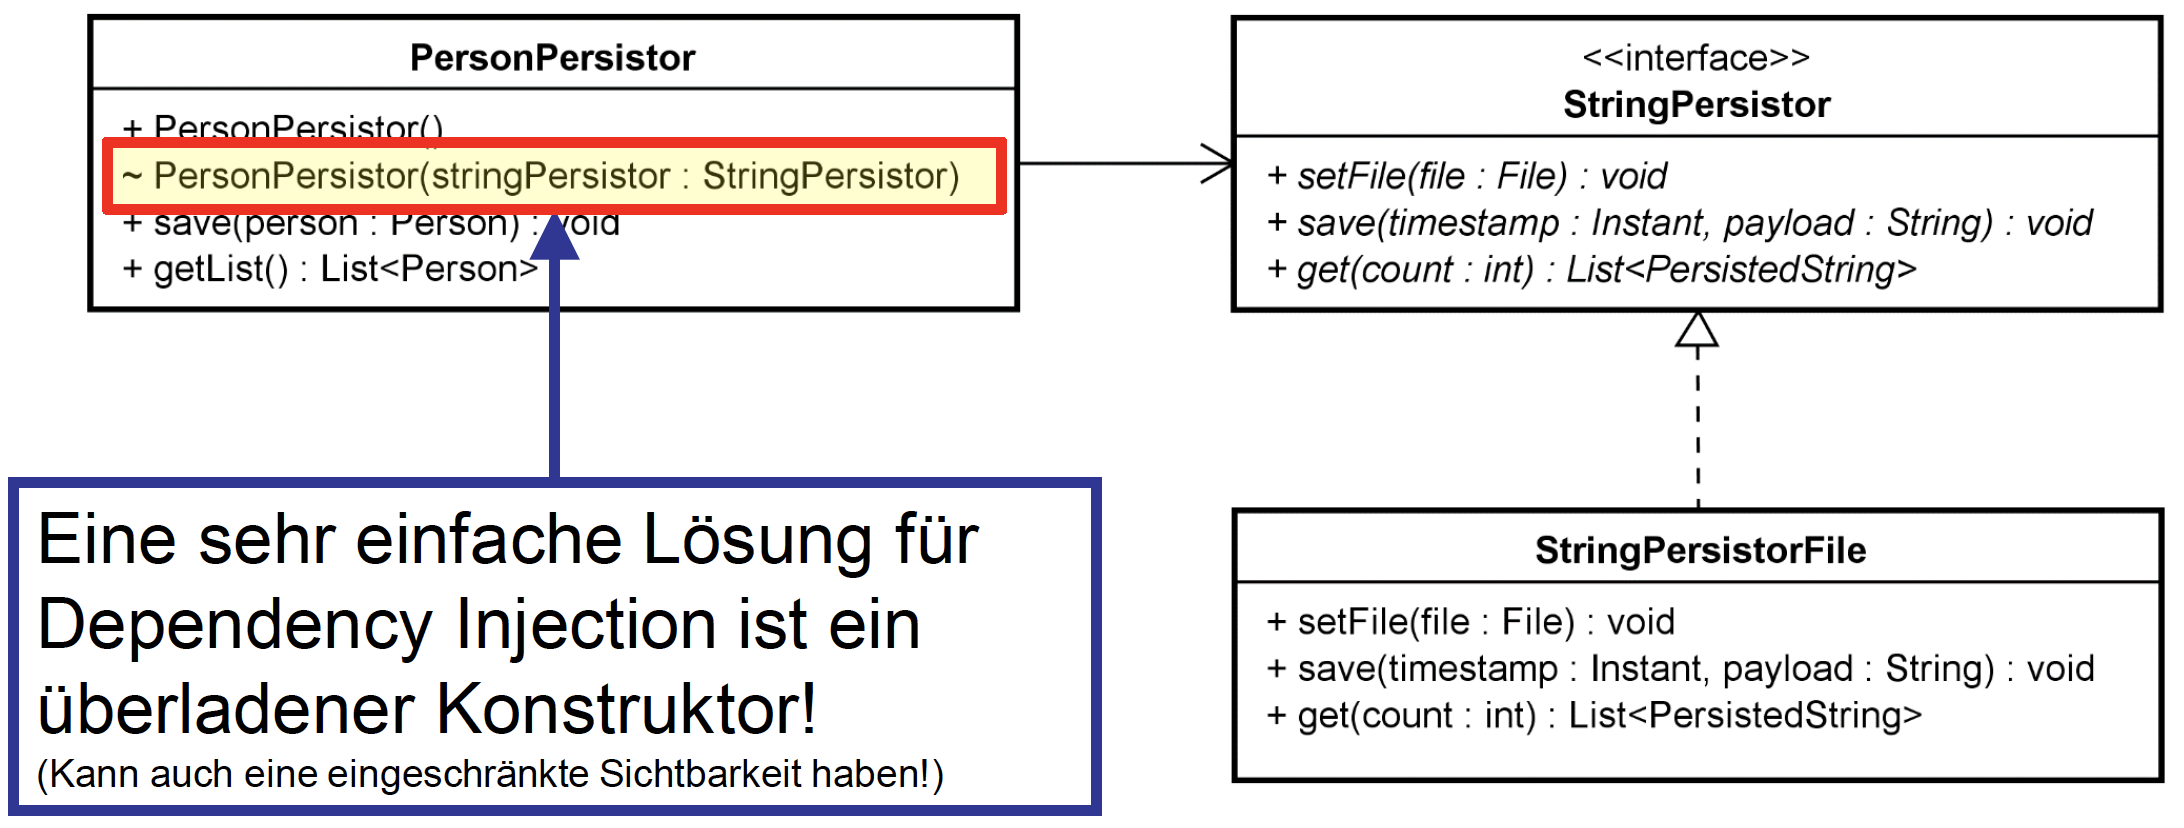 PersonPersistor
+ PersonPersistor()
~ PersonPersistor(stringPersistor : StringPersistor)
+ save(person : Person) : void
+ getList() : List<Person>
<<interface>>
StringPersistor
+ setFile(file : File) : void
+ save(timestamp : Instant, payload : String) : void
+ get(count : int) : List<PersistedString>
Eine sehr einfache Lösung für
Dependency Injection ist ein
überladener Konstruktor!
(Kann auch eine eingeschränkte Sichtbarkeit haben!)
StringPersistorFile
+ setFile(file : File) : void
+ save(timestamp : Instant, payload : String) : void
+ get(count : int) : List<PersistedString>